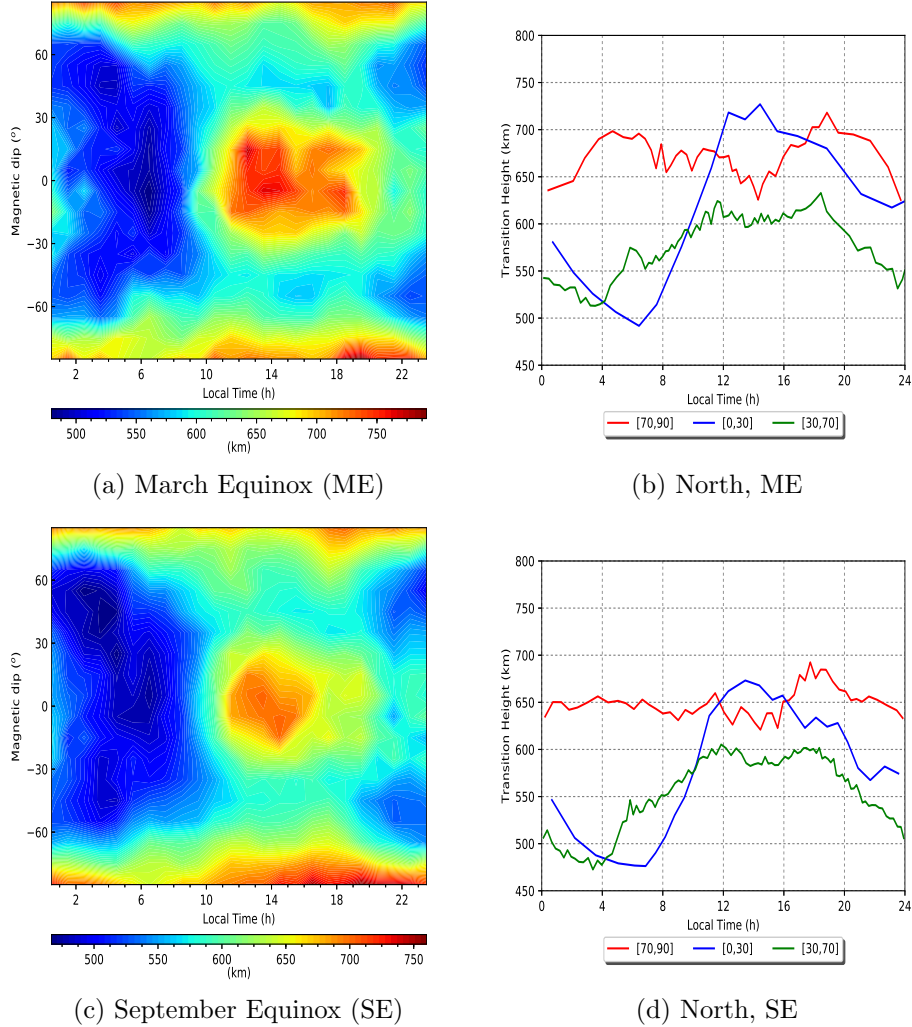 Magnetic dip (°)
60
30
0
−30
−60
2 6 10 14 18 22
Local Time (h)
500 550 600 650 700 750
(km)
(a) March Equinox (ME)
Transition Height (km)
800
750
700
650
600
550
500
450
0 4 8 12 16 20 24
Local Time (h)
[70,90] [0,30] [30,70]
(b) North, ME
Magnetic dip (°)
60
30
0
−30
−60
2 6 10 14 18 22
Local Time (h)
500 550 600 650 700 750
(km)
(c) September Equinox (SE)
Transition Height (km)
800
750
700
650
600
550
500
450
0 4 8 12 16 20 24
Local Time (h)
[70,90] [0,30] [30,70]
(d) North, SE